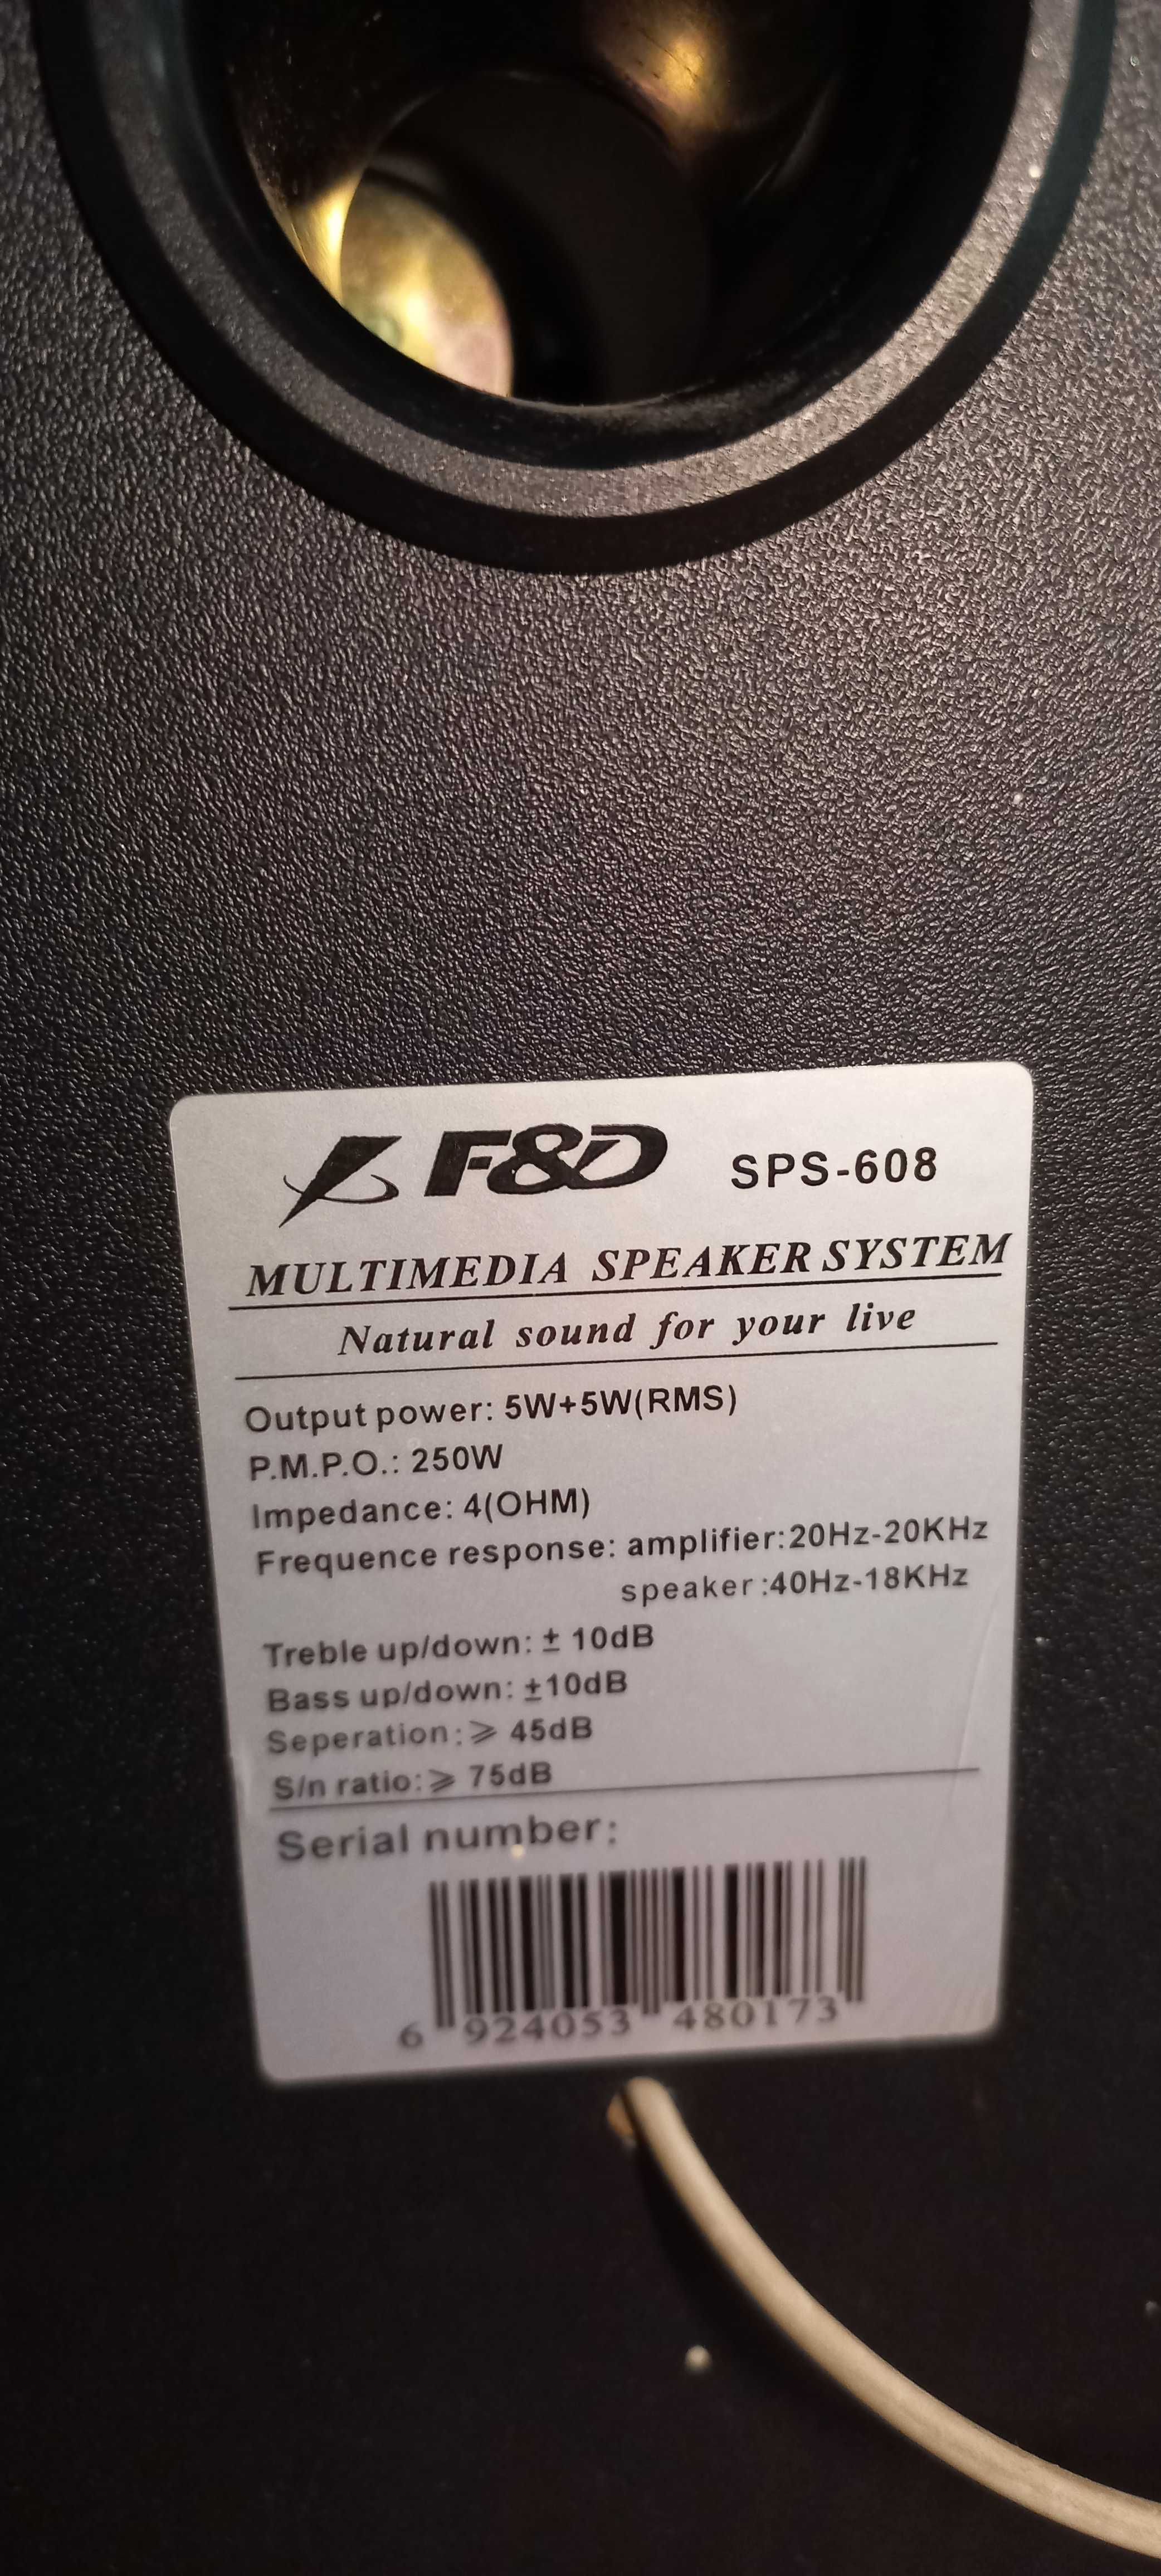 F&D SPS-608
MULTIMEDIA SPEAKER SYSTEM
Natural sound for your live
Output power: 5W+5W(RMS)
P.M.P.O.: 250W
Impedance: 4(OHM)
Frequence response: amplifier:20Hz-20KHz
speaker:40Hz-18KHz
Treble up/down: ± 10dB
Bass up/down: ±10dB
Seperation:⩾ 45dB
S/n ratio:⩾ 75dB
Serial number:
6 924053 480173